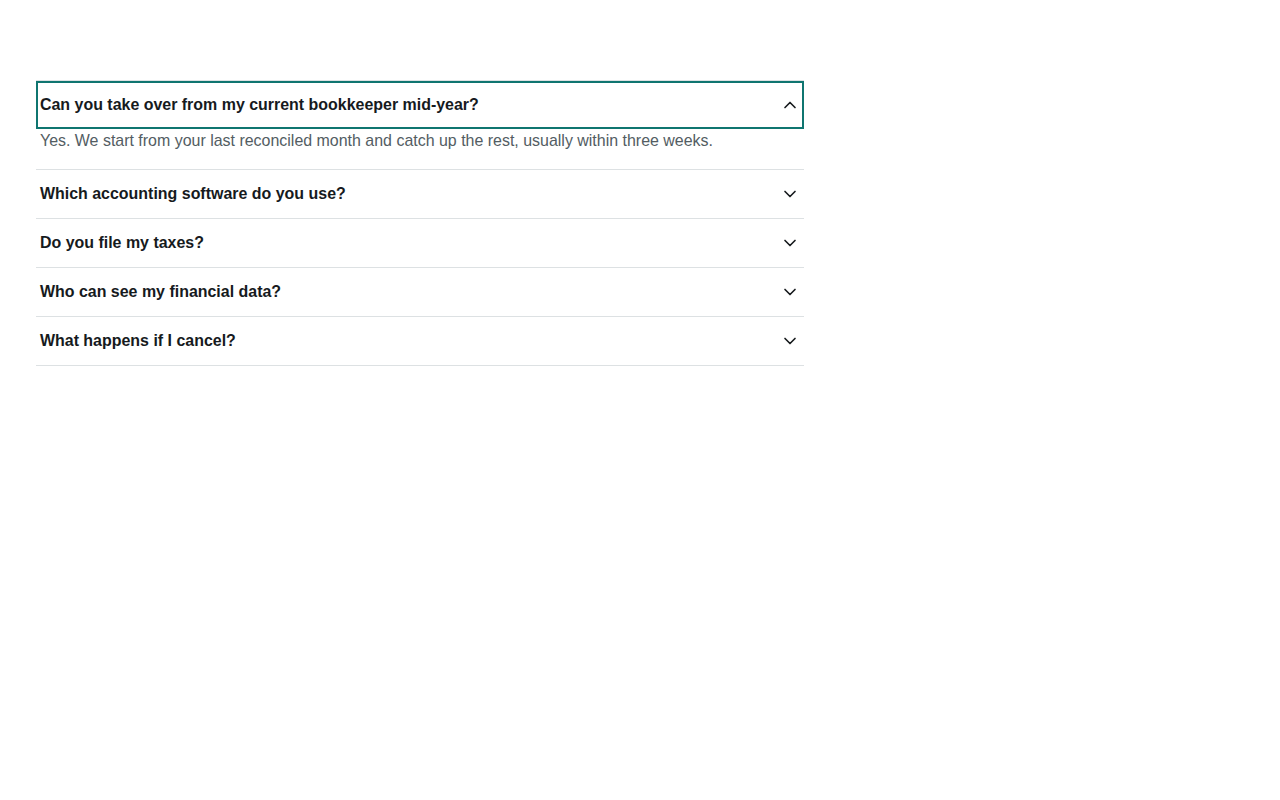 Can you take over from my current bookkeeper mid-year?
Yes. We start from your last reconciled month and catch up the rest, usually within three weeks.
Which accounting software do you use?
Do you file my taxes?
Who can see my financial data?
What happens if I cancel?